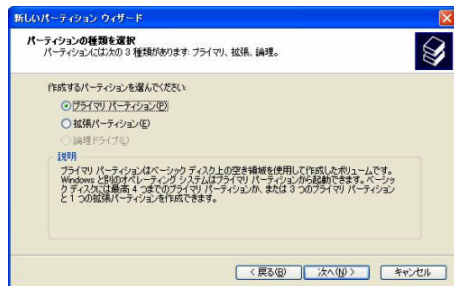 新しいパーティション ウィザード
パーティションの種類を選択
パーティションには次の 3 種類があります: プライマリ、拡張、論理。
作成するパーティションを選んでください:
プライマリ パーティション(P)
拡張パーティション(E)
論理ドライブ(L)
説明
プライマリ パーティションはベーシック ディスク上の空き領域を使用して作成したボリュームです。
Windows と別のオペレーティング システムはプライマリ パーティションから起動できます。ベーシッ
ク ディスクには最高 4 つまでのプライマリ パーティションか、または 3 つのプライマリ パーティション
と 1 つの拡張パーティションを作成できます。
< 戻る(B) 次へ(N) > キャンセル